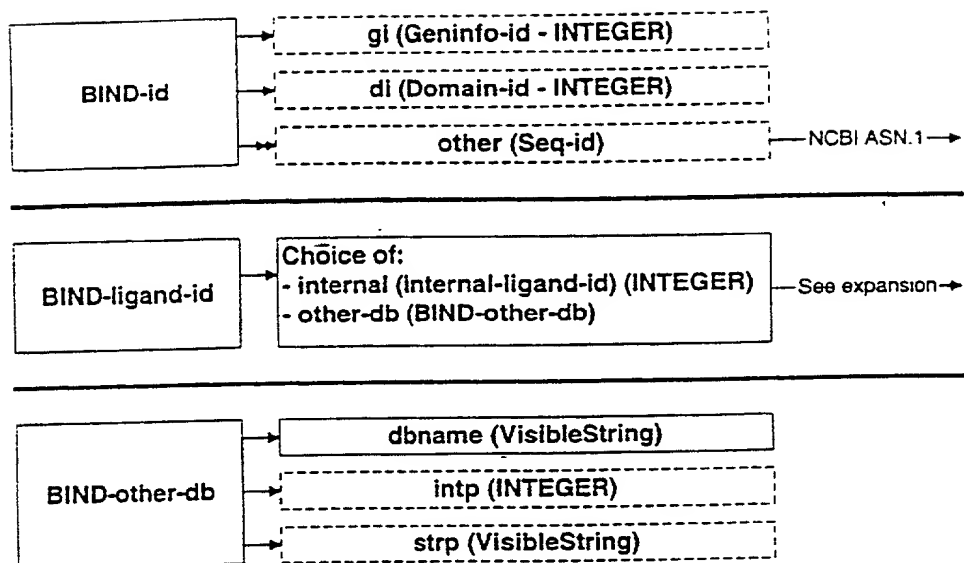 BIND-id
gi (Geninfo-id - INTEGER)
di (Domain-id - INTEGER)
other (Seq-id)
NCBI ASN.1
BIND-ligand-id
Choice of:
- internal (Internal-ligand-id) (INTEGER)
- other-db (BIND-other-db)
See expansion
BIND-other-db
dbname (VisibleString)
intp (INTEGER)
strp (VisibleString)